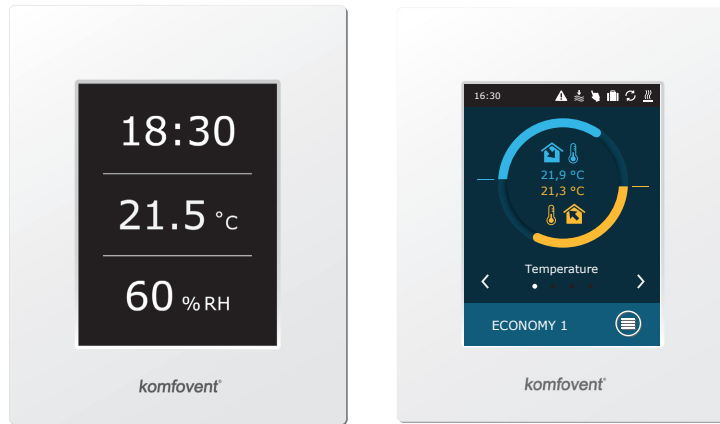 18:30
21.5 °C
60 % RH
komfovent®
16:30
21,9 °C
21,3 °C
Temperature
ECONOMY 1
komfovent®